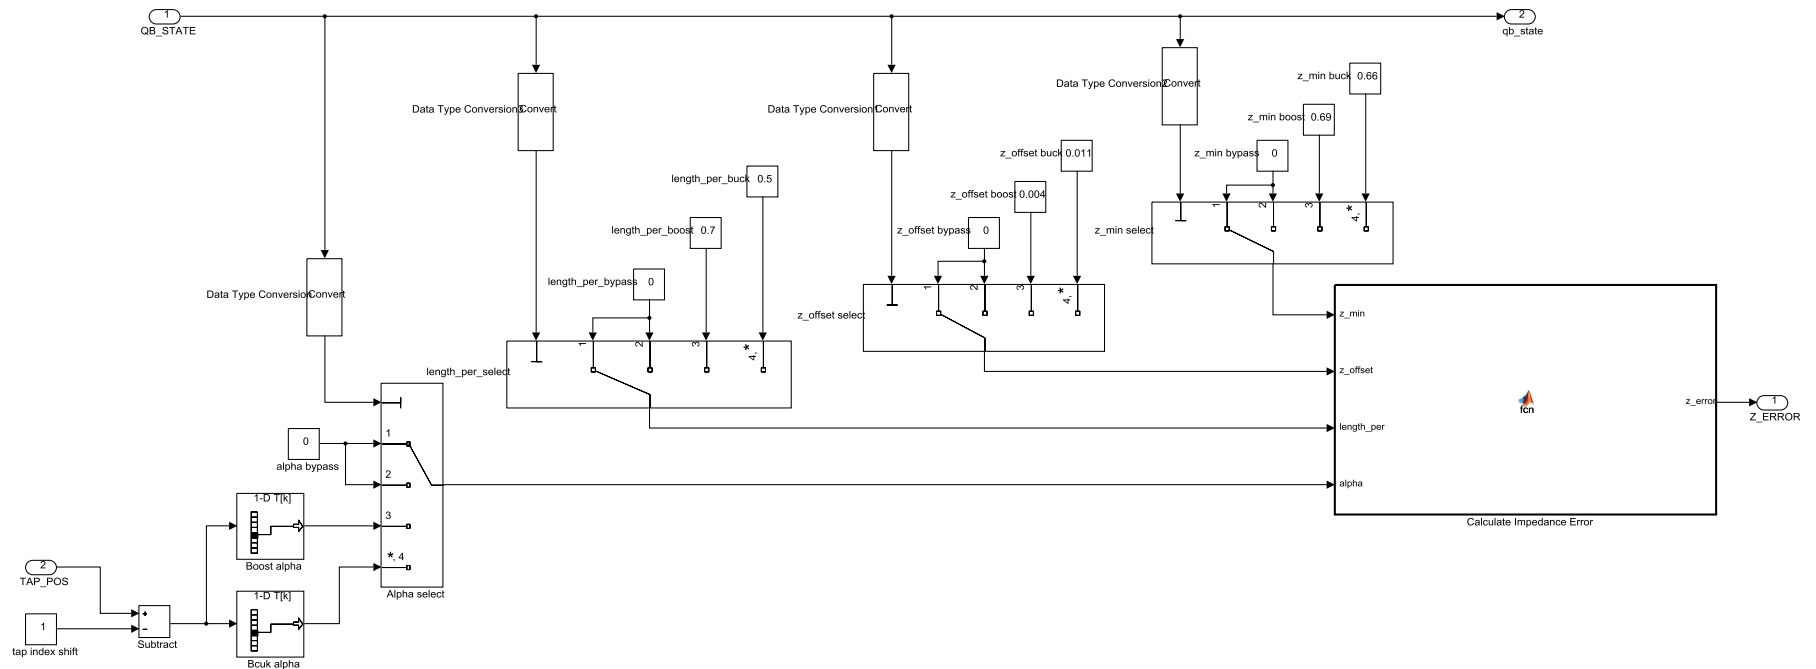 1
QB_STATE
2
qb_state
z_min buck
0.66
Data Type Conversion3
Convert
Data Type Conversion1
Convert
Data Type Conversion2
Convert
z_min boost
0.69
z_min bypass
0
z_offset buck
0.011
length_per_buck
0.5
z_offset boost
0.004
1
2
3
4, *
z_min select
length_per_boost
0.7
z_offset bypass
0
length_per_bypass
0
Data Type Conversion
Convert
1
2
3
4, *
z_offset select
z_min
1
2
3
4, *
length_per_select
z_offset
fcn
z_error
1
Z_ERROR
length_per
0
alpha bypass
1
2
3
*, 4
Alpha select
alpha
Calculate Impedance Error
1-D T[k]
Boost alpha
2
TAP_POS
1-D T[k]
Bcuk alpha
1
tap index shift
+
−
Subtract